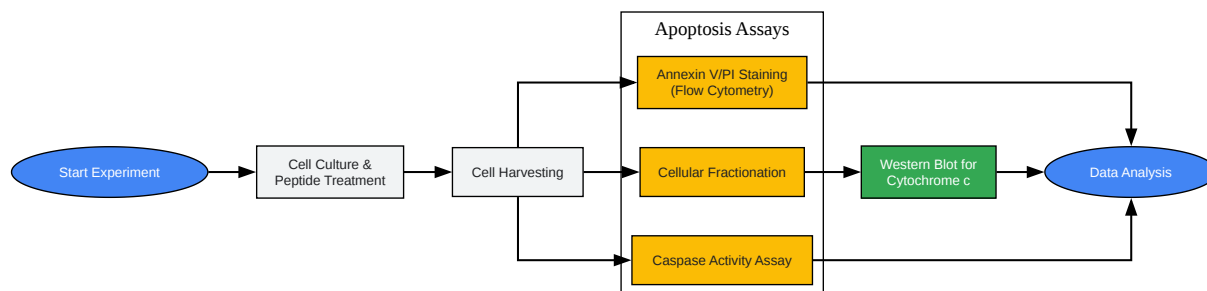 Apoptosis Assays
Start Experiment
Cell Culture &
Peptide Treatment
Cell Harvesting
Annexin V/PI Staining
(Flow Cytometry)
Cellular Fractionation
Caspase Activity Assay
Western Blot for
Cytochrome c
Data Analysis